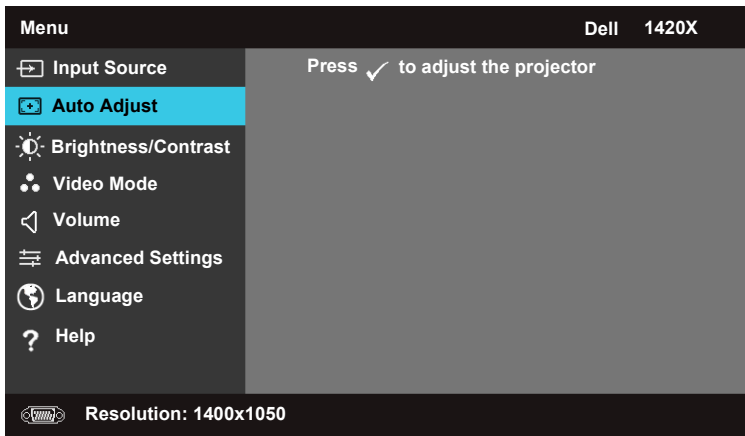 Menu Dell 1420X
Input Source
Press ✓ to adjust the projector
Auto Adjust
Brightness/Contrast
Video Mode
Volume
Advanced Settings
Language
? Help
Resolution: 1400x1050